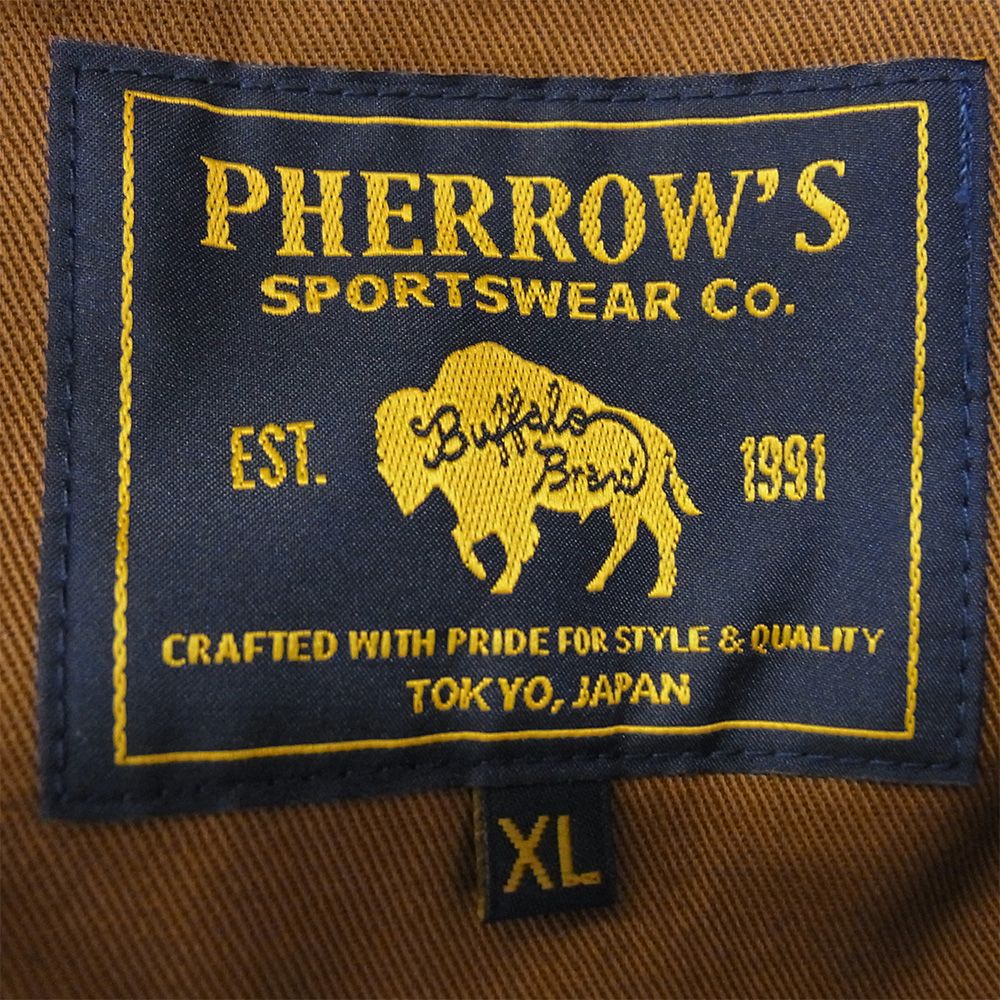 PHERROW'S
SPORTSWEAR Co.
EST. 1991
Buffalo
Brand
CRAFTED WITH PRIDE FOR STYLE & QUALITY
TOKYO, JAPAN
XL